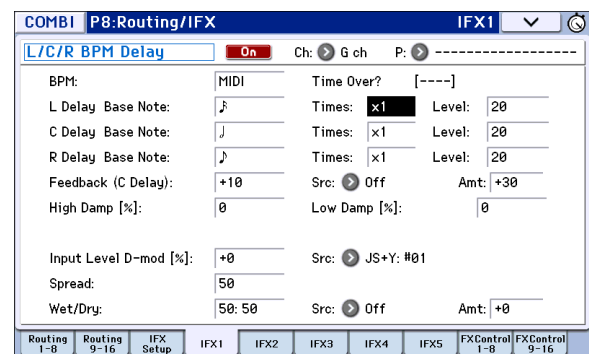 COMBI P8:Routing/IFX IFX1
L/C/R BPM Delay On Ch: G ch P: ------------------
BPM: MIDI Time Over? [----]
L Delay Base Note: Times: x1 Level: 20
C Delay Base Note: Times: x1 Level: 20
R Delay Base Note: Times: x1 Level: 20
Feedback (C Delay): +10 Src: Off Amt: +30
High Damp [%]: 0 Low Damp [%]: 0
Input Level D-mod [%]: +0 Src: JS+Y: #01
Spread: 50
Wet/Dry: 50: 50 Src: Off Amt: +0
Routing 1-8 Routing 9-16 IFX Setup IFX1 IFX2 IFX3 IFX4 IFX5 FXControl 1-8 FXControl 9-16